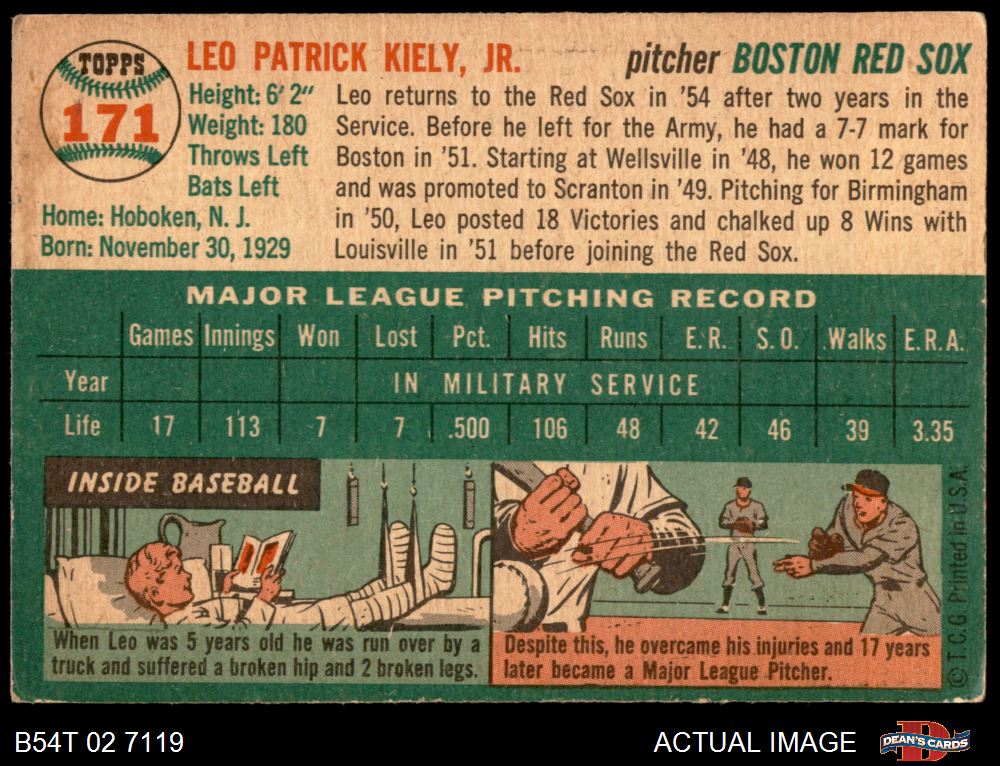 TOPPS
171
LEO PATRICK KIELY, JR.
pitcher BOSTON RED SOX
Height: 6' 2"
Weight: 180
Throws Left
Bats Left
Home: Hoboken, N. J.
Born: November 30, 1929
Leo returns to the Red Sox in '54 after two years in the
Service. Before he left for the Army, he had a 7-7 mark for
Boston in '51. Starting at Wellsville in '48, he won 12 games
and was promoted to Scranton in '49. Pitching for Birmingham
in '50, Leo posted 18 Victories and chalked up 8 Wins with
Louisville in '51 before joining the Red Sox.
MAJOR LEAGUE PITCHING RECORD
Games Innings Won Lost Pct. Hits Runs E.R. S.O. Walks E.R.A.
Year IN MILITARY SERVICE
Life 17 113 7 7 .500 106 48 42 46 39 3.35
INSIDE BASEBALL
When Leo was 5 years old he was run over by a
truck and suffered a broken hip and 2 broken legs.
Despite this, he overcame his injuries and 17 years
later became a Major League Pitcher.
© T.C.G. Printed in U.S.A.
B54T 02 7119
ACTUAL IMAGE
D
DEAN'S CARDS